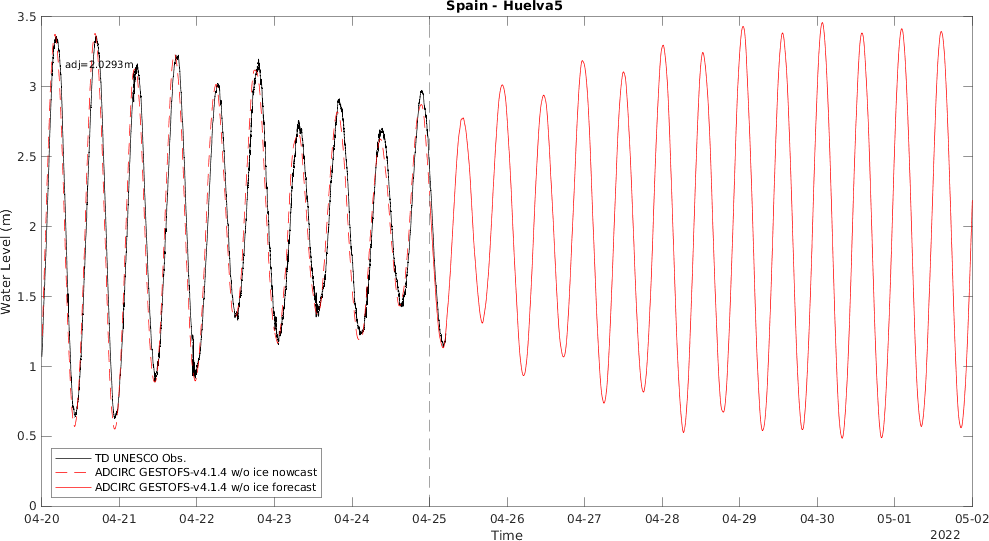 Spain - Huelva5
3.5
3
2.5
2
1.5
1
0.5
0
Water Level (m)
adj=2.0293m
TD UNESCO Obs.
ADCIRC GESTOFS-v4.1.4 w/o ice nowcast
ADCIRC GESTOFS-v4.1.4 w/o ice forecast
04-20 04-21 04-22 04-23 04-24 04-25 04-26 04-27 04-28 04-29 04-30 05-01 05-02
Time
2022